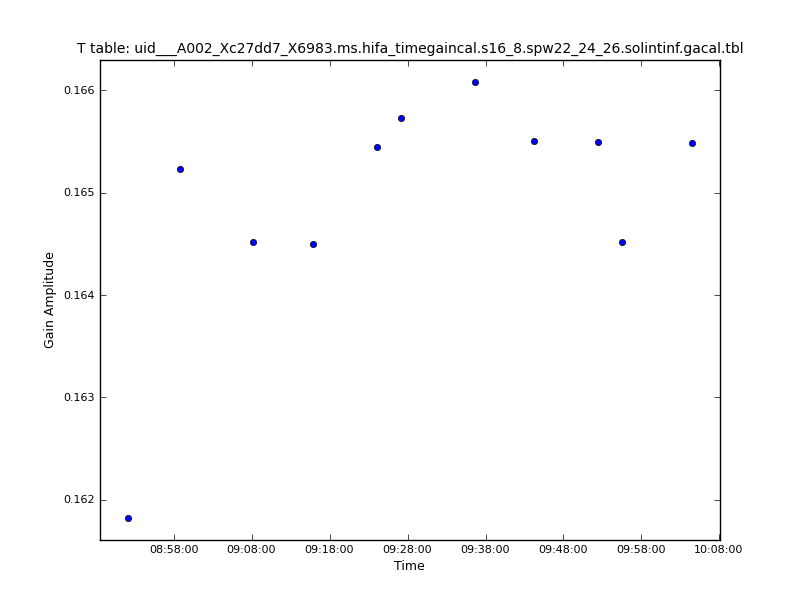 T table: uid___A002_Xc27dd7_X6983.ms.hifa_timegaincal.s16_8.spw22_24_26.solintinf.gacal.tbl
0.166
0.165
0.164
0.163
0.162
Gain Amplitude
08:58:00 09:08:00 09:18:00 09:28:00 09:38:00 09:48:00 09:58:00 10:08:00
Time